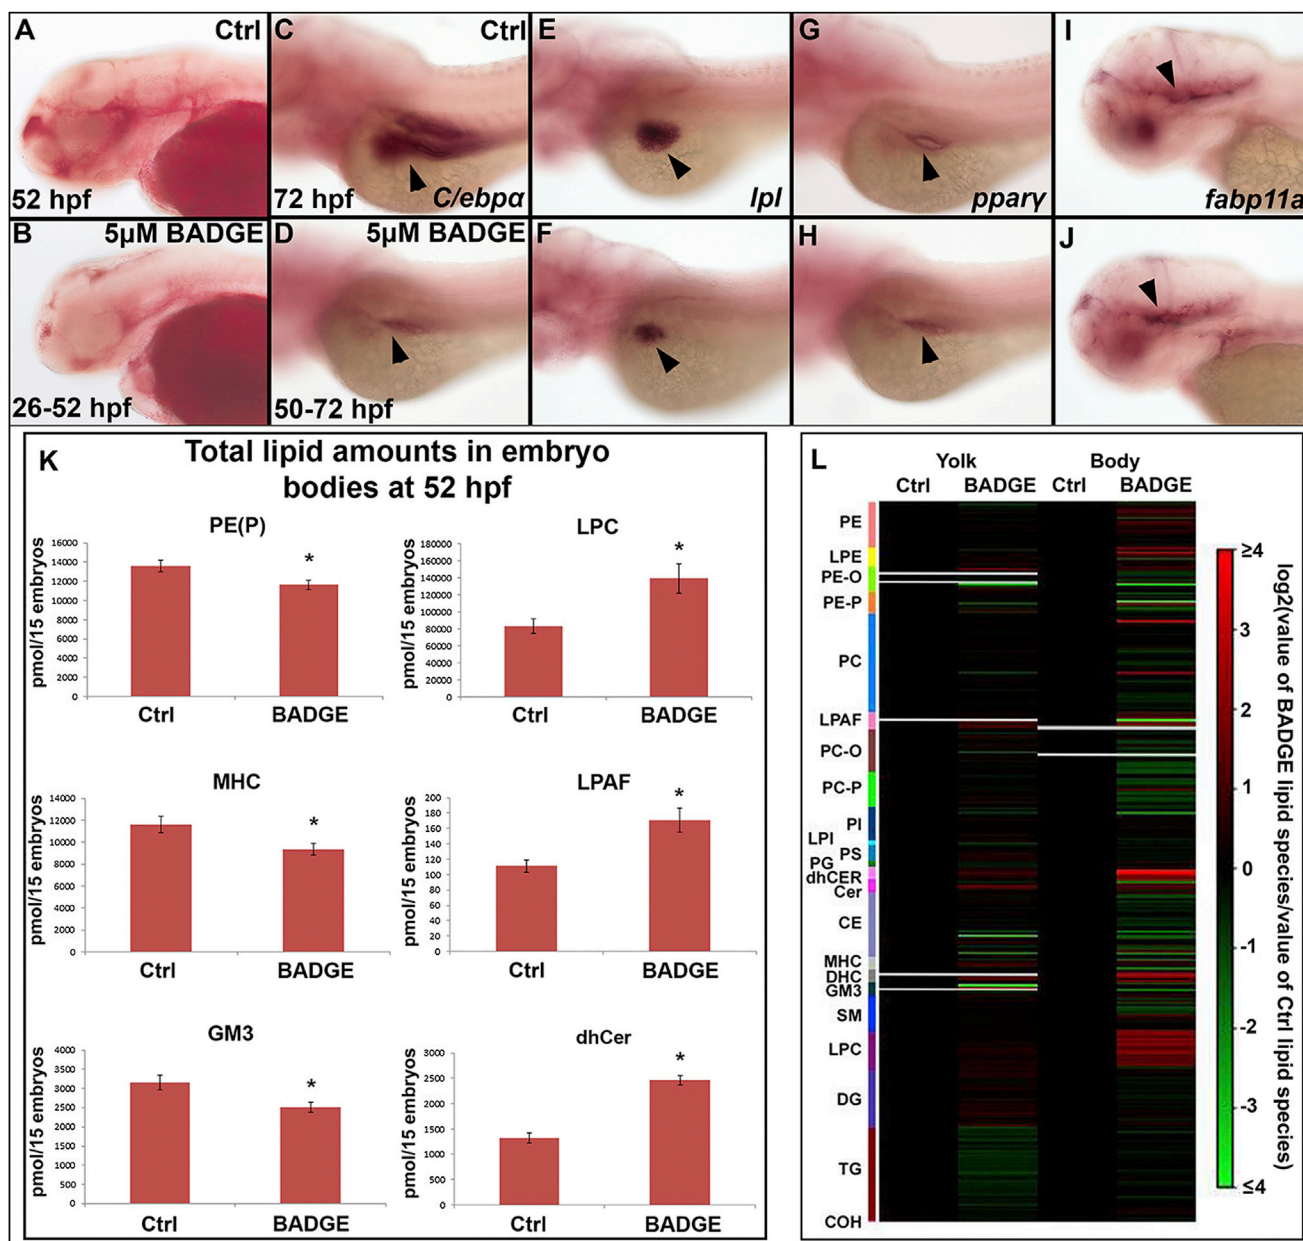 A Ctrl C Ctrl E G I
52 hpf 72 hpf C/ebpα lpl pparγ fabp11a
B 5μM BADGE D 5μM BADGE F H J
26-52 hpf 50-72 hpf
K Total lipid amounts in embryo
bodies at 52 hpf
PE(P)
pmol/15 embryos
16000
14000
12000
10000
8000
6000
4000
2000
0
*
Ctrl BADGE
LPC
pmol/15 embryos
180000
160000
140000
120000
100000
80000
60000
40000
20000
0
*
Ctrl BADGE
MHC
pmol/15 embryos
14000
12000
10000
8000
6000
4000
2000
0
*
Ctrl BADGE
LPAF
pmol/15 embryos
200
180
160
140
120
100
80
60
40
20
0
*
Ctrl BADGE
GM3
pmol/15 embryos
4000
3500
3000
2500
2000
1500
1000
500
0
*
Ctrl BADGE
dhCer
pmol/15 embryos
3000
2500
2000
1500
1000
500
0
*
Ctrl BADGE
L Yolk Body
Ctrl BADGE Ctrl BADGE
PE
LPE
PE-O
PE-P
PC
LPAF
PC-O
PC-P
PI
LPI
PS
PG
dhCER
Cer
CE
MHC
DHC
GM3
SM
LPC
DG
TG
COH
≥4
3
2
1
0
-1
-2
-3
≤4
log2(value of BADGE lipid species/value of Ctrl lipid species)